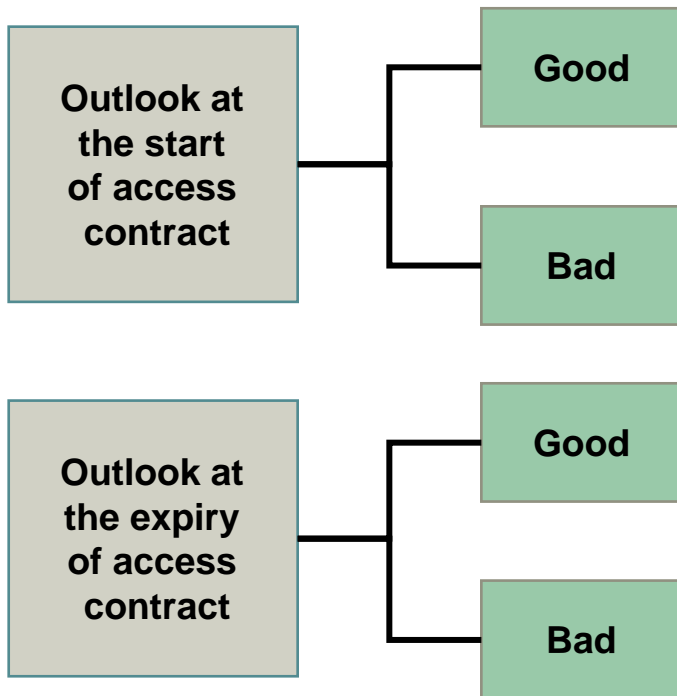 Outlook at
the start
of access
contract
Good
Bad
Outlook at
the expiry
of access
contract
Good
Bad